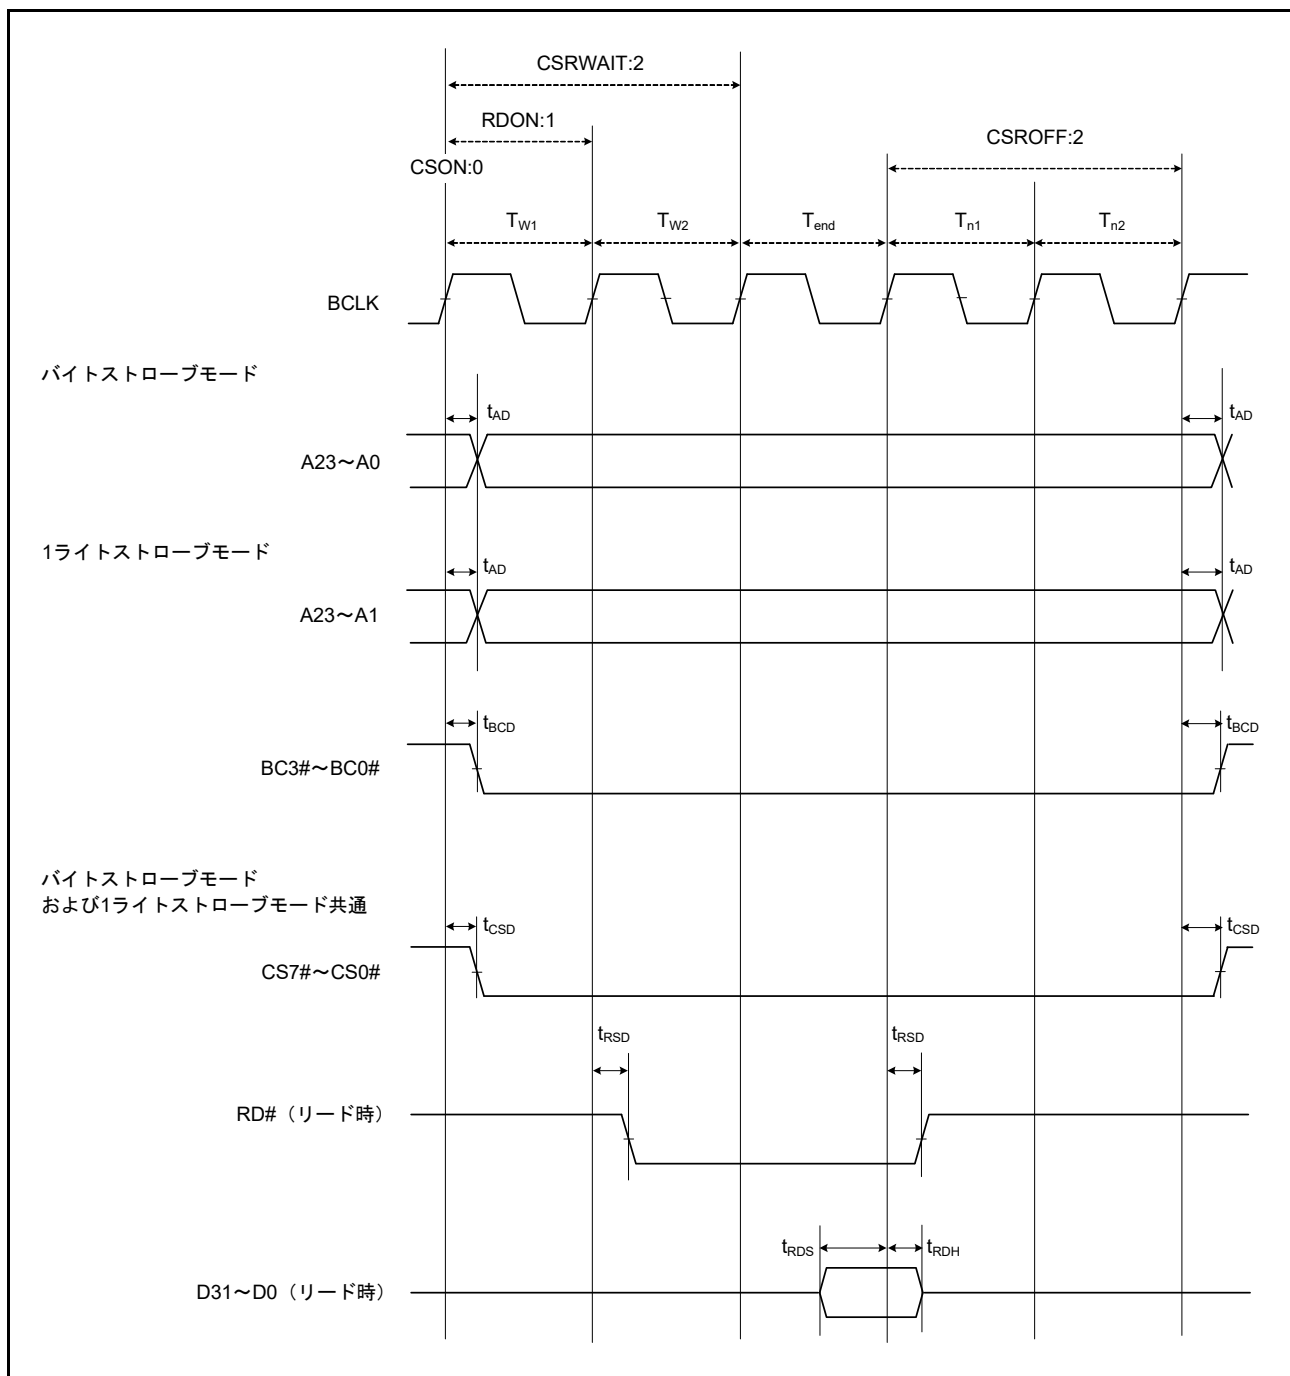 CSRWAIT:2
RDON:1
CSROFF:2
CSON:0
TW1 TW2 Tend Tn1 Tn2
BCLK
バイトストローブモード
tAD tAD
A23～A0
1ライトストローブモード
tAD tAD
A23～A1
tBCD tBCD
BC3#～BC0#
バイトストローブモード
および1ライトストローブモード共通
tCSD tCSD
CS7#～CS0#
tRSD tRSD
RD#（リード時）
tRDS tRDH
D31～D0（リード時）